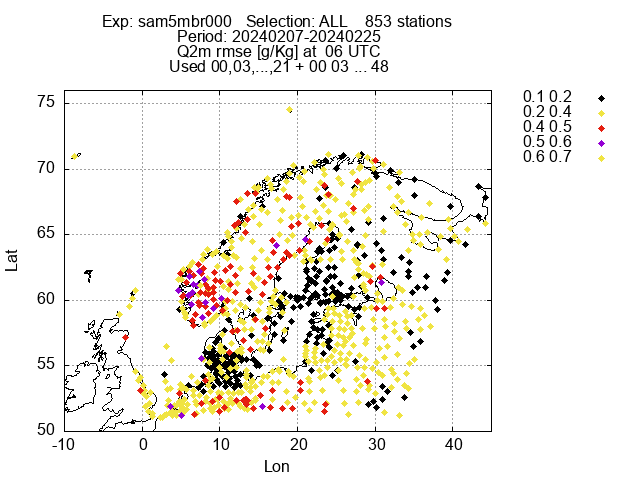 Exp: sam5mbr000 Selection: ALL 853 stations
Period: 20240207-20240225
Q2m rmse [g/Kg] at 06 UTC
Used 00,03,...,21 + 00 03 ... 48
0.1 0.2
0.2 0.4
0.4 0.5
0.5 0.6
0.6 0.7
75
70
65
60
55
50
Lat
-10 0 10 20 30 40
Lon